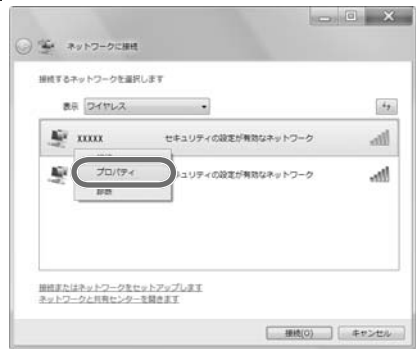 ネットワークに接続
接続するネットワークを選択します
表示 ワイヤレス
XXXXX セキュリティの設定が有効なネットワーク
プロパティ
キュリティの設定が有効なネットワーク
診断
接続またはネットワークをセットアップします
ネットワークと共有センターを開きます
接続(O) キャンセル